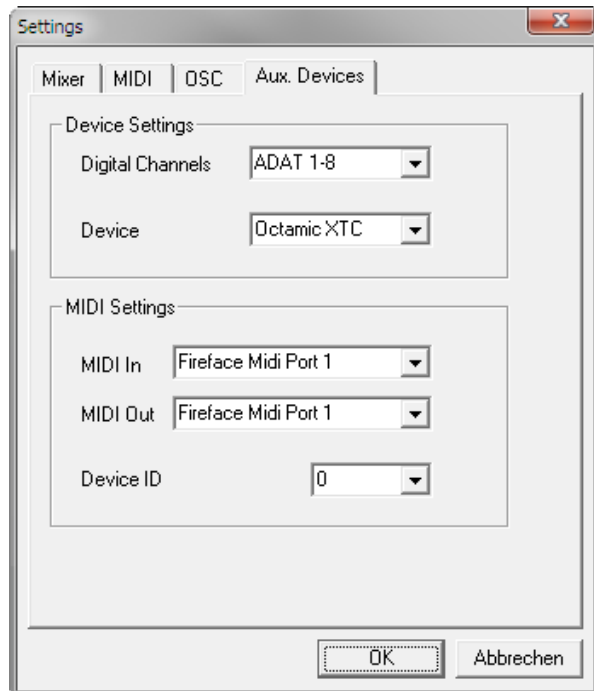 Settings
Mixer MIDI OSC Aux. Devices
Device Settings
Digital Channels ADAT 1-8
Device Octamic XTC
MIDI Settings
MIDI In Fireface Midi Port 1
MIDI Out Fireface Midi Port 1
Device ID 0
OK Abbrechen